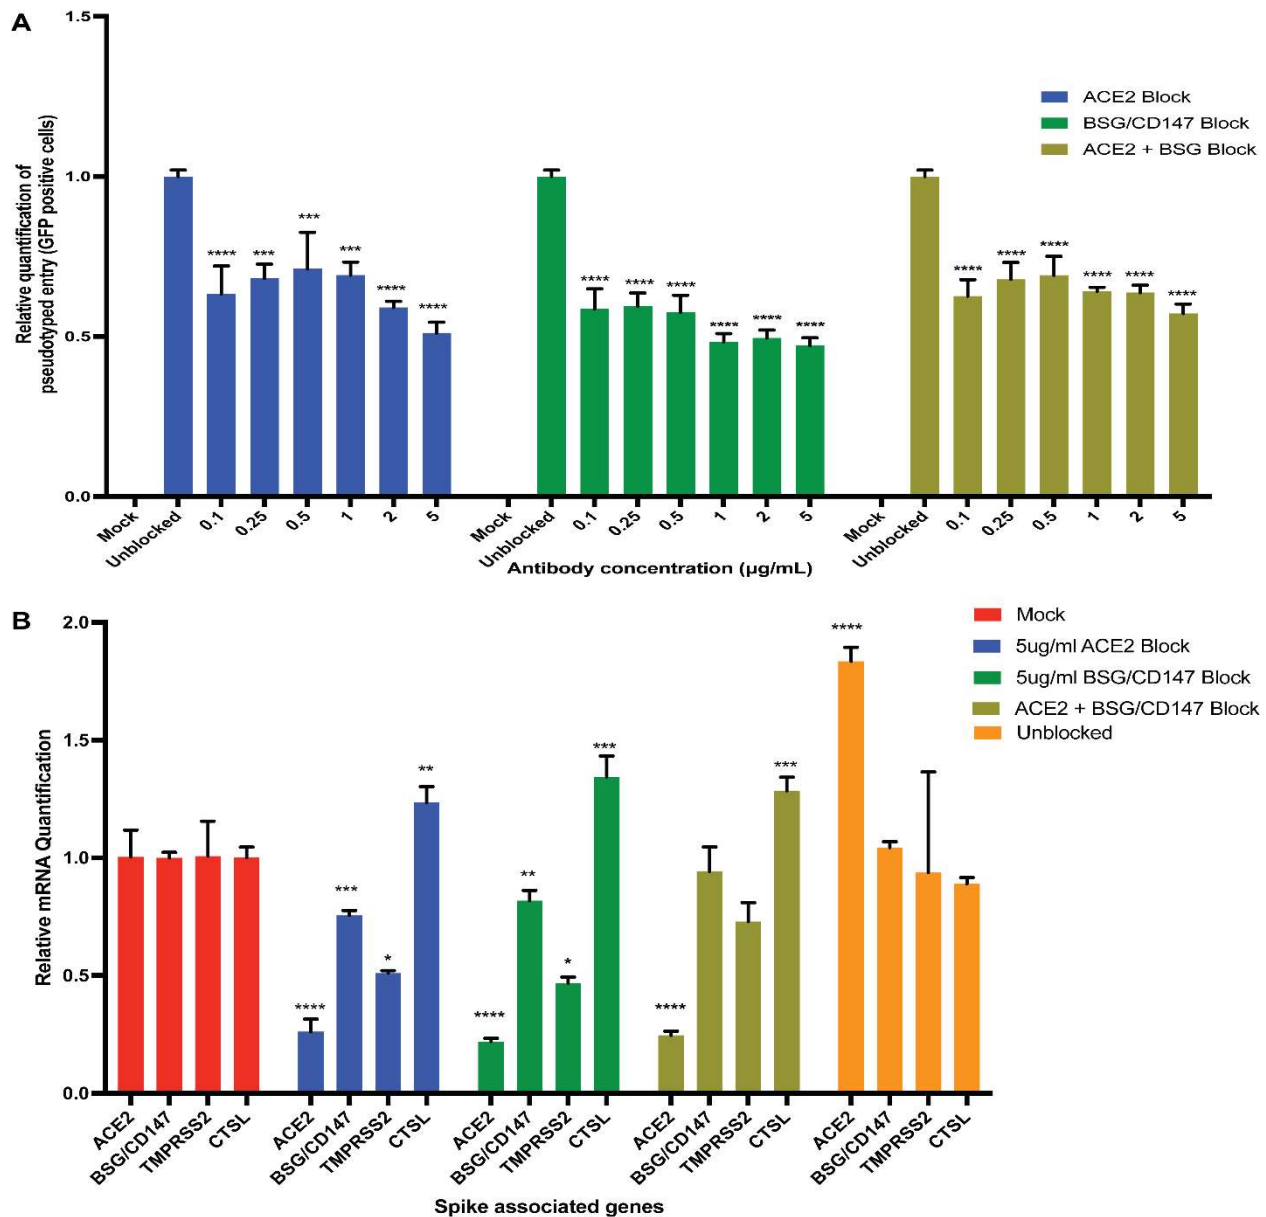 A
1.5
1.0
0.5
0.0
Relative quantification of
pseudotyped entry (GFP positive cells)
ACE2 Block
BSG/CD147 Block
ACE2 + BSG Block
**** *** *** *** **** ****
**** **** **** **** **** ****
**** **** **** **** **** ****
Mock Unblocked 0.1 0.25 0.5 1 2 5
Mock Unblocked 0.1 0.25 0.5 1 2 5
Mock Unblocked 0.1 0.25 0.5 1 2 5
Antibody concentration (µg/mL)
B
2.0
1.5
1.0
0.5
0.0
Relative mRNA Quantification
Mock
5ug/ml ACE2 Block
5ug/ml BSG/CD147 Block
ACE2 + BSG/CD147 Block
Unblocked
**** *** * **
**** ** * ***
**** ***
****
ACE2 BSG/CD147 TMPRSS2 CTSL
ACE2 BSG/CD147 TMPRSS2 CTSL
ACE2 BSG/CD147 TMPRSS2 CTSL
ACE2 BSG/CD147 TMPRSS2 CTSL
ACE2 BSG/CD147 TMPRSS2 CTSL
Spike associated genes